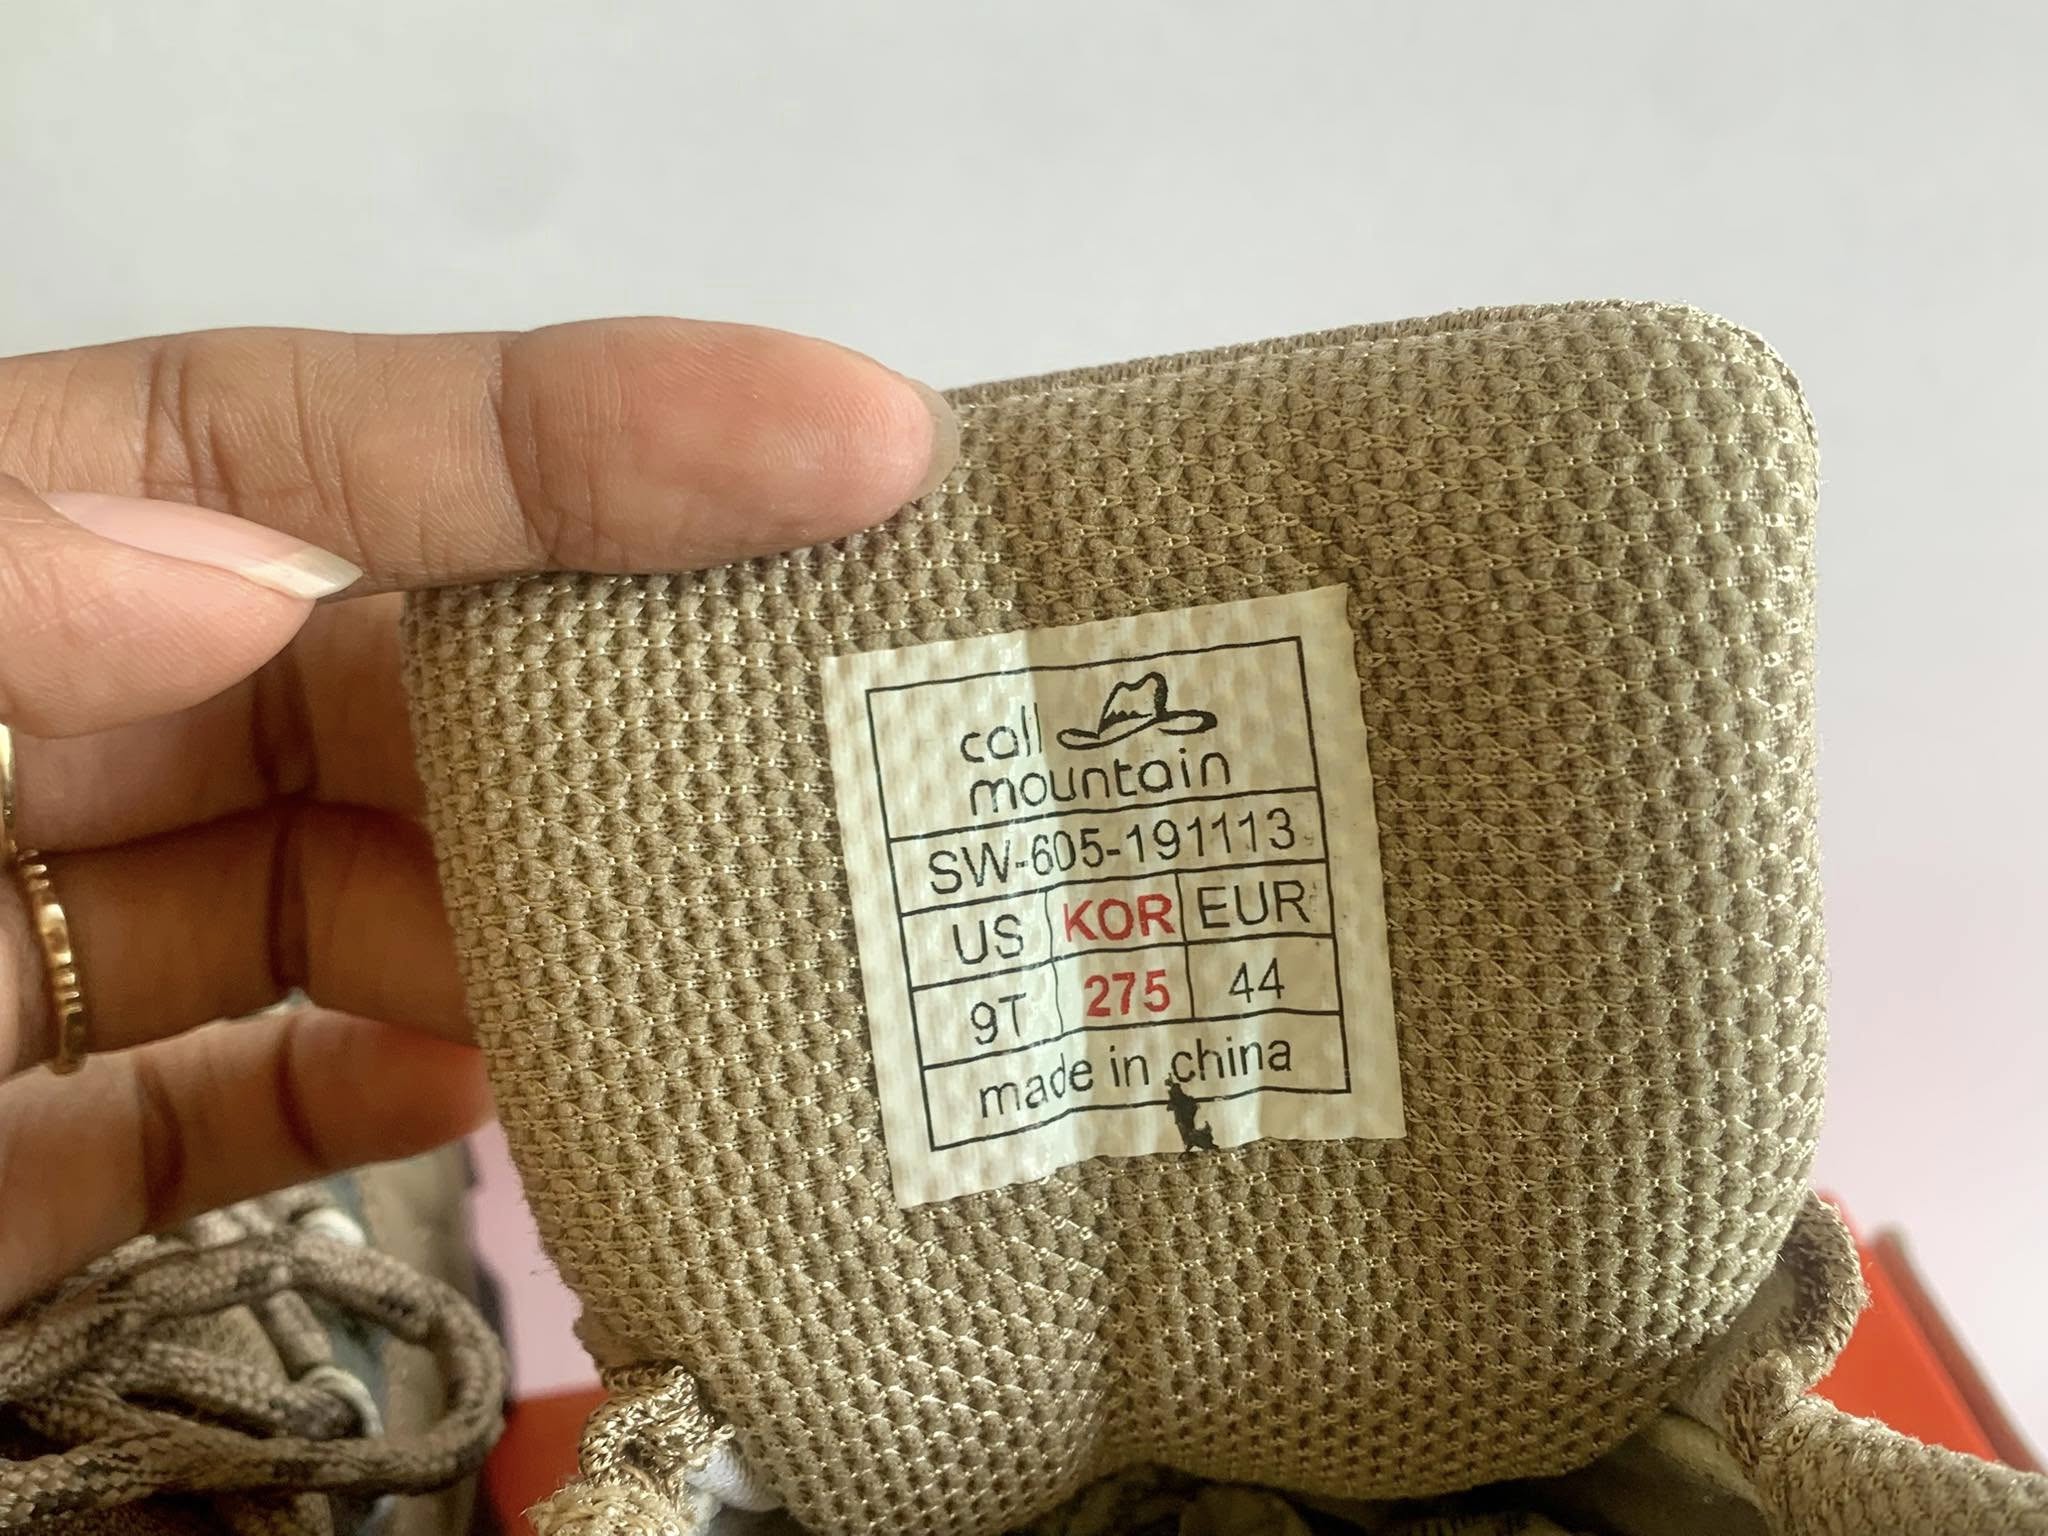 call
mountain
SW-605-191113
US KOR EUR
9T 275 44
made in china